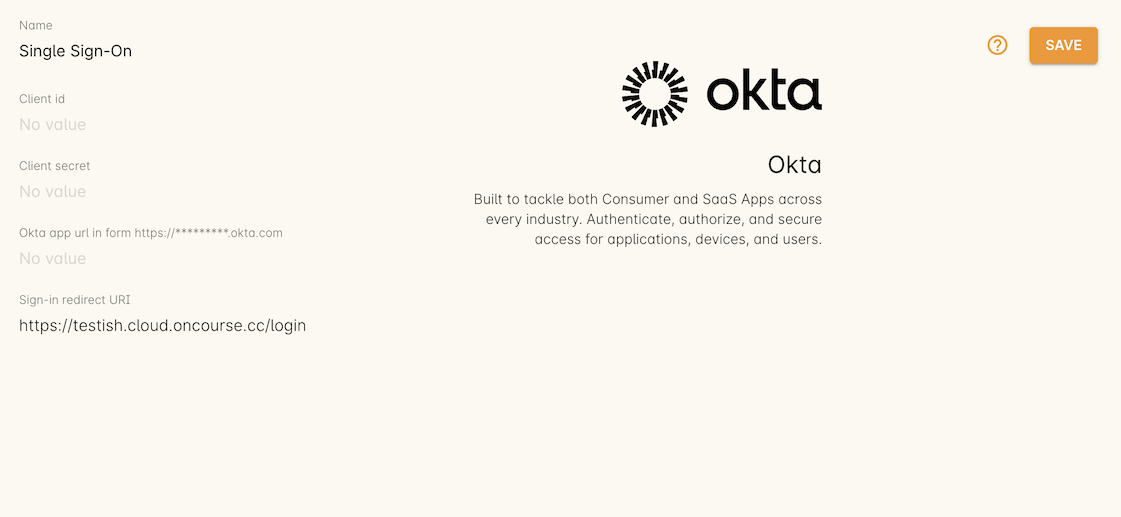 Name
Single Sign-On
Client id
No value
Client secret
No value
Okta app url in form https://*********.okta.com
No value
Sign-in redirect URI
https://testish.cloud.oncourse.cc/login
okta
Okta
Built to tackle both Consumer and SaaS Apps across
every industry. Authenticate, authorize, and secure
access for applications, devices, and users.
?
SAVE